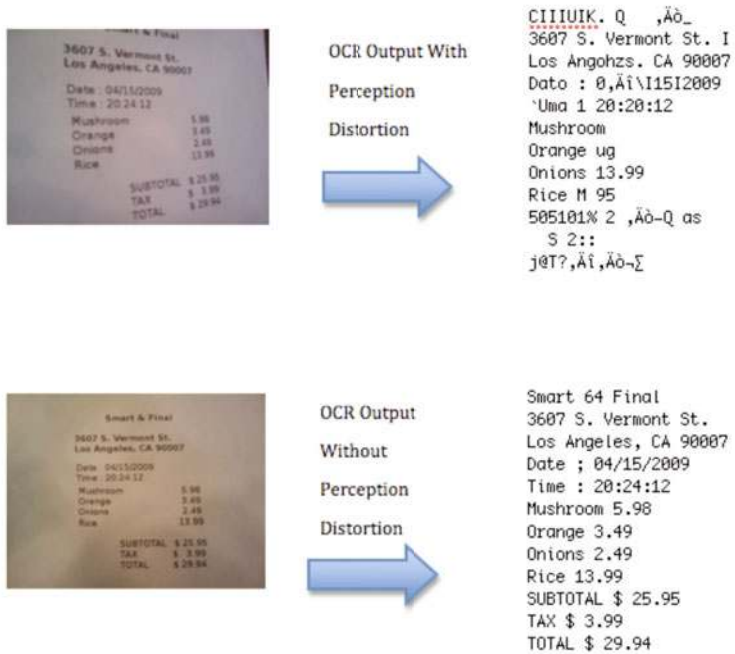 Smart & Final
3607 S. Vermont St.
Los Angeles, CA 90007
Date : 04/15/2009
Time : 20:24:12
Mushroom 5.98
Orange 3.49
Onions 2.49
Rice 13.99
SUBTOTAL $ 25.95
TAX $ 3.99
TOTAL $ 29.94
OCR Output With
Perception
Distortion
CIIIUIK. Q ,Äò_
3607 S. Vermont St. I
Los Angohzs. CA 90007
Dato : 0,Äî\I15I2009
`Uma 1 20:20:12
Mushroom
Orange ug
Onions 13.99
Rice M 95
505101% 2 ,Äò-Q as
S 2::
j@T?,Äî,Äò¬∑
Smart & Final
3607 S. Vermont St.
Los Angeles, CA 90007
Date : 04/15/2009
Time : 20:24:12
Mushroom 5.98
Orange 3.49
Onions 2.49
Rice 13.99
SUBTOTAL $ 25.95
TAX $ 3.99
TOTAL $ 29.94
OCR Output
Without
Perception
Distortion
Smart 64 Final
3607 S. Vermont St.
Los Angeles, CA 90007
Date ; 04/15/2009
Time : 20:24:12
Mushroom 5.98
Orange 3.49
Onions 2.49
Rice 13.99
SUBTOTAL $ 25.95
TAX $ 3.99
TOTAL $ 29.94